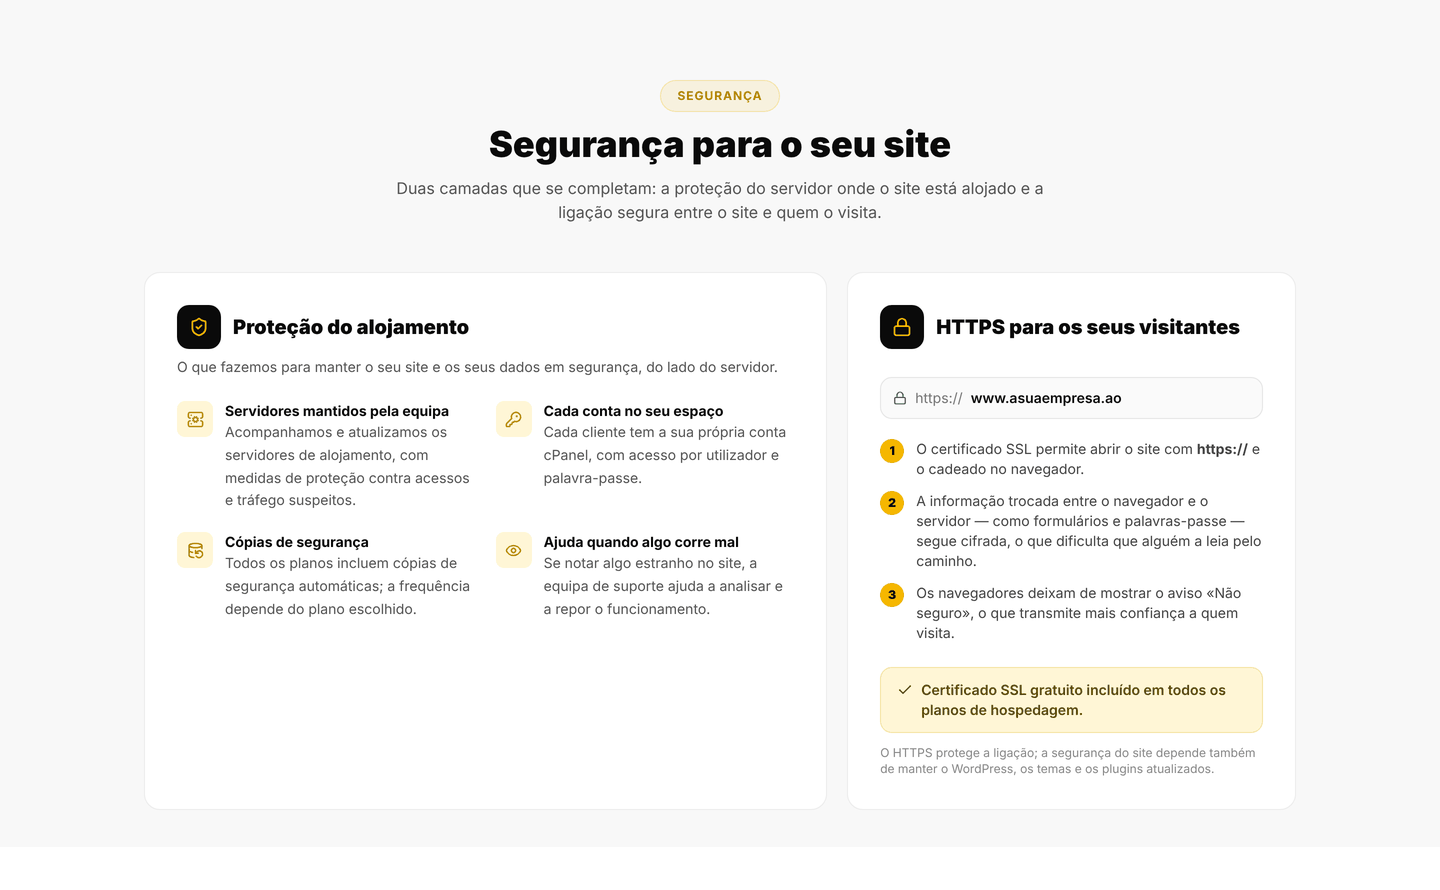 SEGURANÇA
Segurança para o seu site
Duas camadas que se completam: a proteção do servidor onde o site está alojado e a
ligação segura entre o site e quem o visita.
Proteção do alojamento
O que fazemos para manter o seu site e os seus dados em segurança, do lado do servidor.
Servidores mantidos pela equipa
Acompanhamos e atualizamos os
servidores de alojamento, com
medidas de proteção contra acessos
e tráfego suspeitos.
Cada conta no seu espaço
Cada cliente tem a sua própria conta
cPanel, com acesso por utilizador e
palavra-passe.
Cópias de segurança
Todos os planos incluem cópias de
segurança automáticas; a frequência
depende do plano escolhido.
Ajuda quando algo corre mal
Se notar algo estranho no site, a
equipa de suporte ajuda a analisar e
a repor o funcionamento.
HTTPS para os seus visitantes
https:// www.asuaempresa.ao
1 O certificado SSL permite abrir o site com https:// e
o cadeado no navegador.
2 A informação trocada entre o navegador e o
servidor — como formulários e palavras-passe —
segue cifrada, o que dificulta que alguém a leia pelo
caminho.
3 Os navegadores deixam de mostrar o aviso «Não
seguro», o que transmite mais confiança a quem
visita.
Certificado SSL gratuito incluído em todos os
planos de hospedagem.
O HTTPS protege a ligação; a segurança do site depende também
de manter o WordPress, os temas e os plugins atualizados.